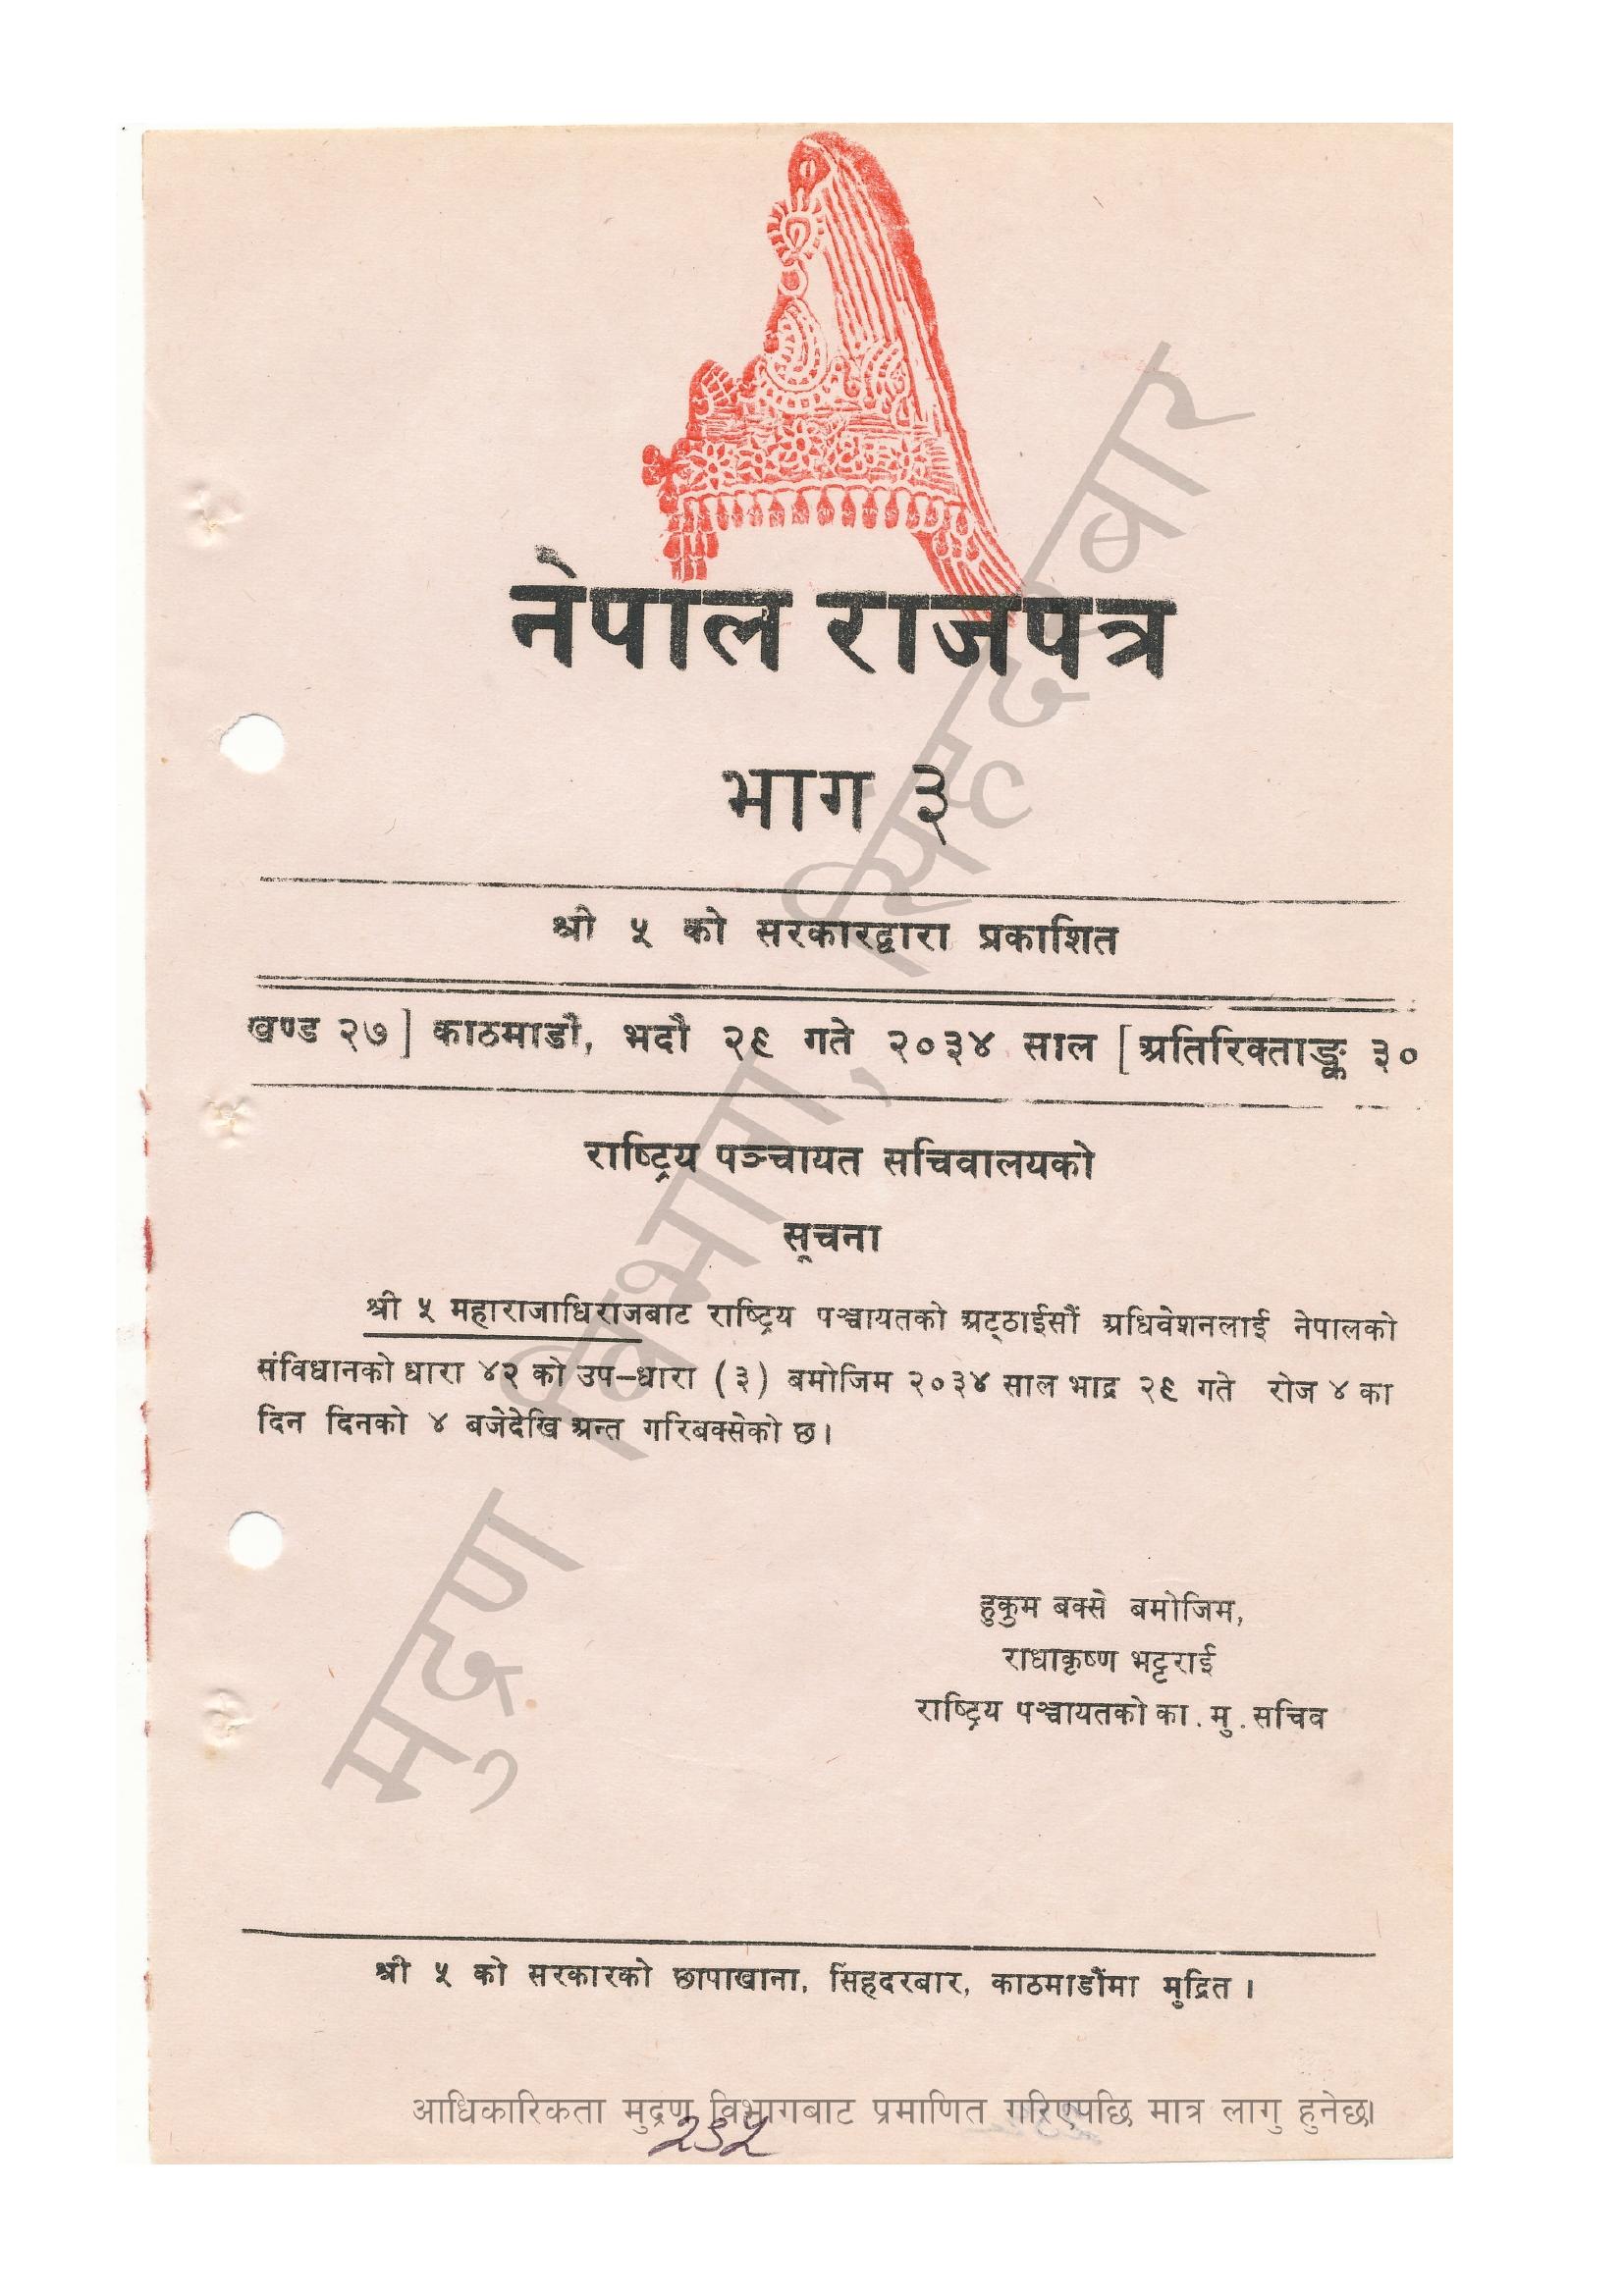 नेपाल राजपत्र
भाग ३
श्री ५ को सरकारद्वारा प्रकाशित
खण्ड २७] काठमाडौं, भदौ २९ गते २०३४ साल [अतिरिक्ताङ्क ३०
राष्ट्रिय पञ्चायत सचिवालयको
सूचना
श्री ५ महाराजाधिराजबाट राष्ट्रिय पञ्चायतको अट्ठाईसौं अधिवेशनलाई नेपालको
संविधानको धारा ४२ को उप-धारा (३) बमोजिम २०३४ साल भाद्र २९ गते रोज ४ का
दिन दिनको ४ बजेदेखि अन्त गरिबक्सेको छ।
हुकुम बक्से बमोजिम,
राधाकृष्ण भट्टराई
राष्ट्रिय पञ्चायतको का. मु. सचिव
श्री ५ को सरकारको छापाखाना, सिंहदरबार, काठमाडौंमा मुद्रित ।
आधिकारिकता मुद्रण विभागबाट प्रमाणित गरिएपछि मात्र लागु हुनेछ।
मुद्रण विभाग, सिंहदरबार